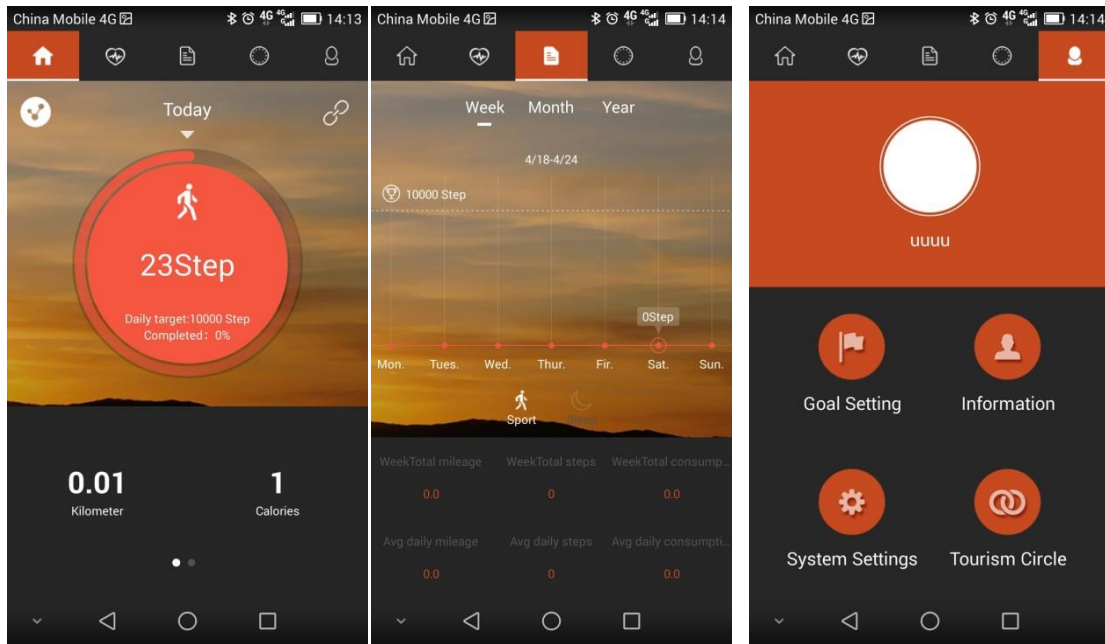 China Mobile 4G 4G 4G G 14:13
Today
23Step
Daily target:10000 Step
Completed: 0%
0.01
Kilometer
1
Calories
China Mobile 4G 4G 4G G 14:14
Week Month Year
4/18-4/24
10000 Step
0Step
Mon. Tues. Wed. Thur. Fir. Sat. Sun.
Sport Sleep
WeekTotal mileage WeekTotal steps WeekTotal consump...
0.0 0 0.0
Avg daily mileage Avg daily steps Avg daily consumpti...
0.0 0 0.0
China Mobile 4G 4G 4G G 14:14
uuuu
Goal Setting Information
System Settings Tourism Circle